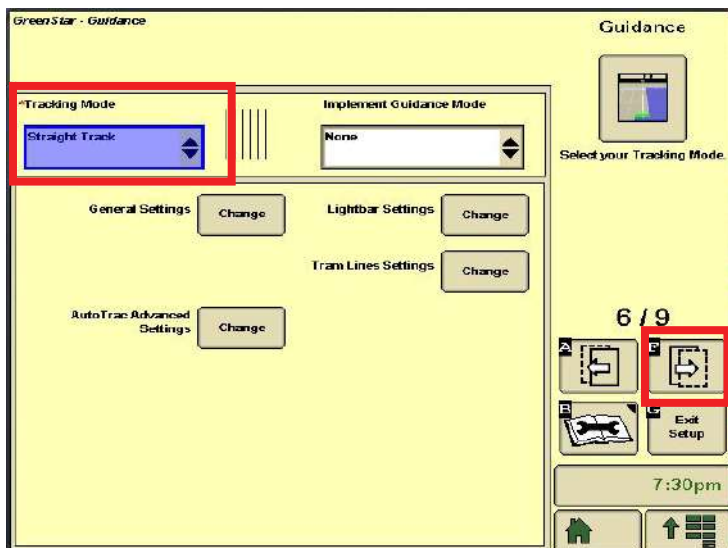 GreenStar - Guidance
Guidance
*Tracking Mode
Implement Guidance Mode
Straight Track
None
Select your Tracking Mode.
General Settings
Change
Lightbar Settings
Change
Tram Lines Settings
Change
AutoTrac Advanced
Settings
Change
6 / 9
A
F
B
G
Exit
Setup
7:30pm